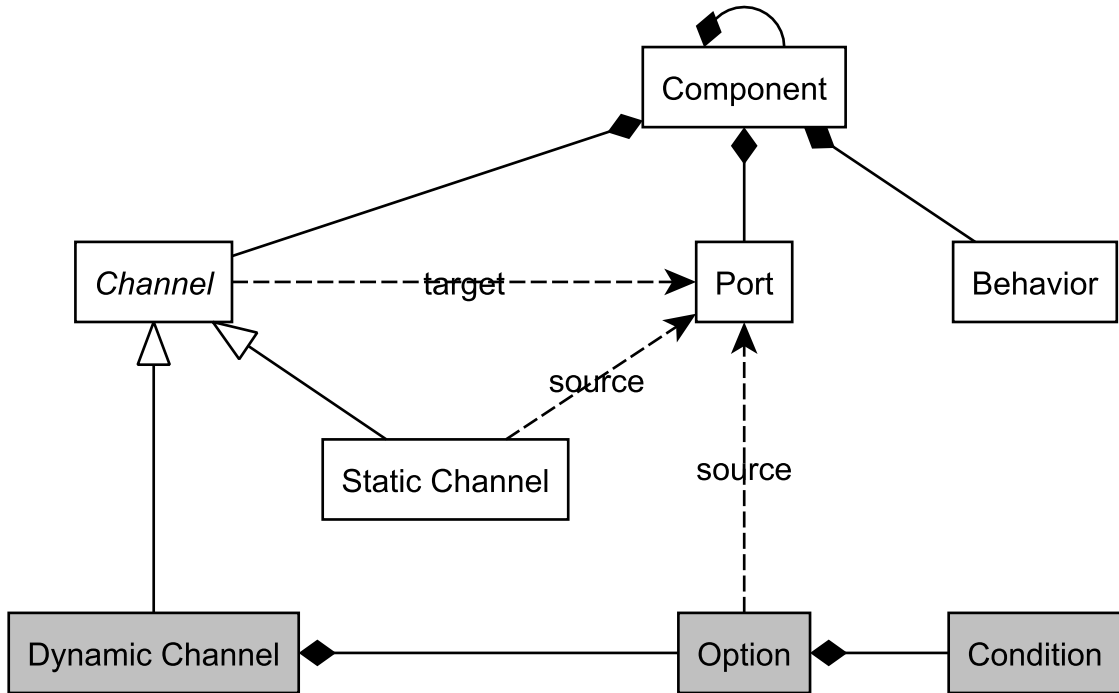 Component
Channel
target
Port
Behavior
source
Static Channel
source
Dynamic Channel
Option
Condition